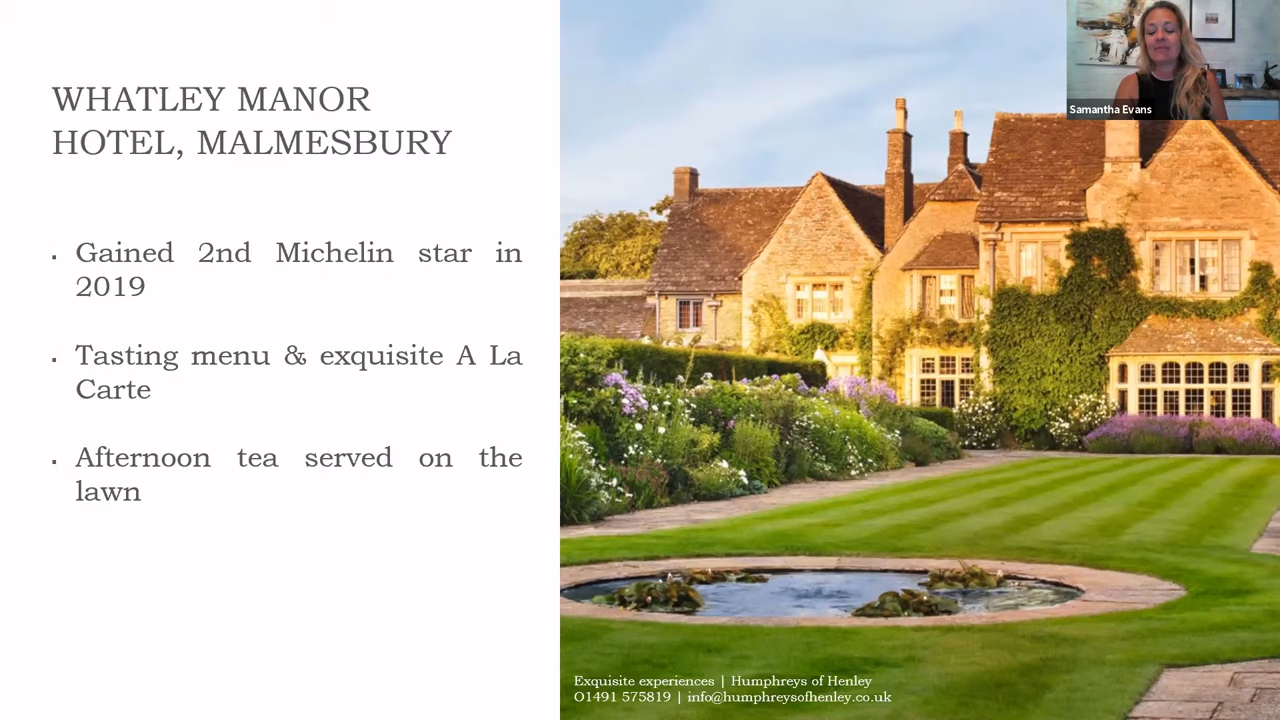 WHATLEY MANOR
HOTEL, MALMESBURY
▪ Gained 2nd Michelin star in
2019
▪ Tasting menu & exquisite A La
Carte
▪ Afternoon tea served on the
lawn
Samantha Evans
Exquisite experiences | Humphreys of Henley
O1491 575819 | info@humphreysofhenley.co.uk